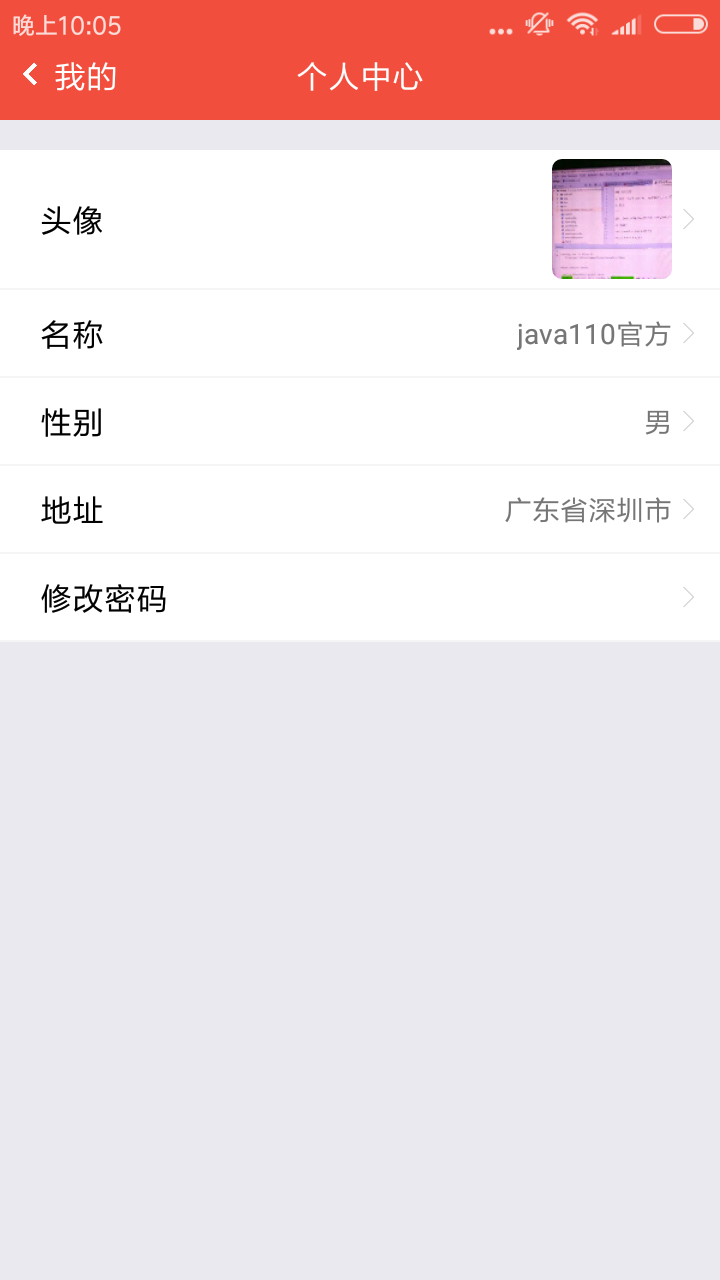 晚上10:05
我的
个人中心
头像
名称
java110官方
性别
男
地址
广东省深圳市
修改密码